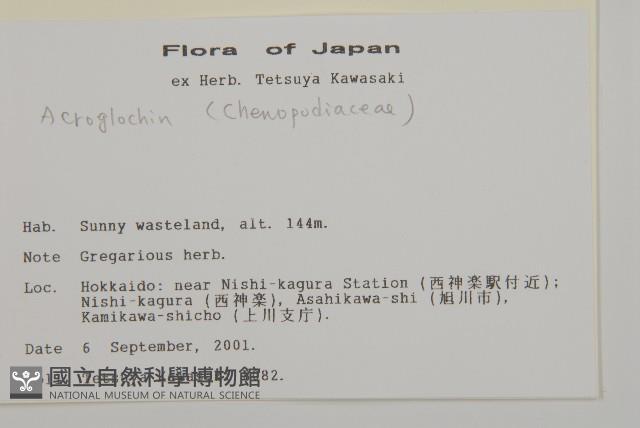 Flora of Japan
ex Herb. Tetsuya Kawasaki
Acroglochin (Chenopodiaceae)
Hab. Sunny wasteland, alt. 144m.
Note Gregarious herb.
Loc. Hokkaido: near Nishi-kagura Station (西神楽駅付近);
Nishi-kagura (西神楽), Asahikawa-shi (旭川市),
Kamikawa-shicho (上川支庁).
Date 6 September, 2001.
國立自然科學博物館
NATIONAL MUSEUM OF NATURAL SCIENCE